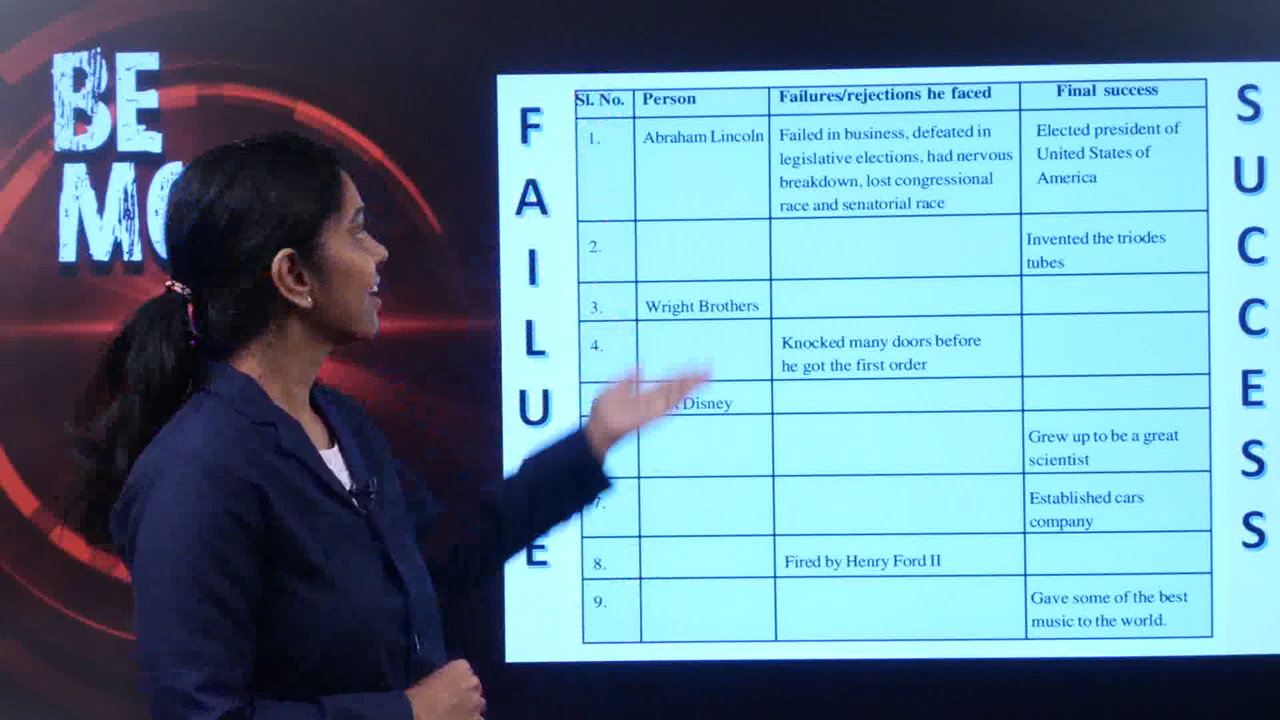 BE
MO
F
A
I
L
U
E
Sl. No. Person Failures/rejections he faced Final success
1. Abraham Lincoln Failed in business, defeated in legislative elections, had nervous breakdown, lost congressional race and senatorial race Elected president of United States of America
2. Invented the triodes tubes
3. Wright Brothers
4. Knocked many doors before he got the first order
Disney
Grew up to be a great scientist
7. Established cars company
8. Fired by Henry Ford II
9. Gave some of the best music to the world.
S
U
C
C
E
S
S